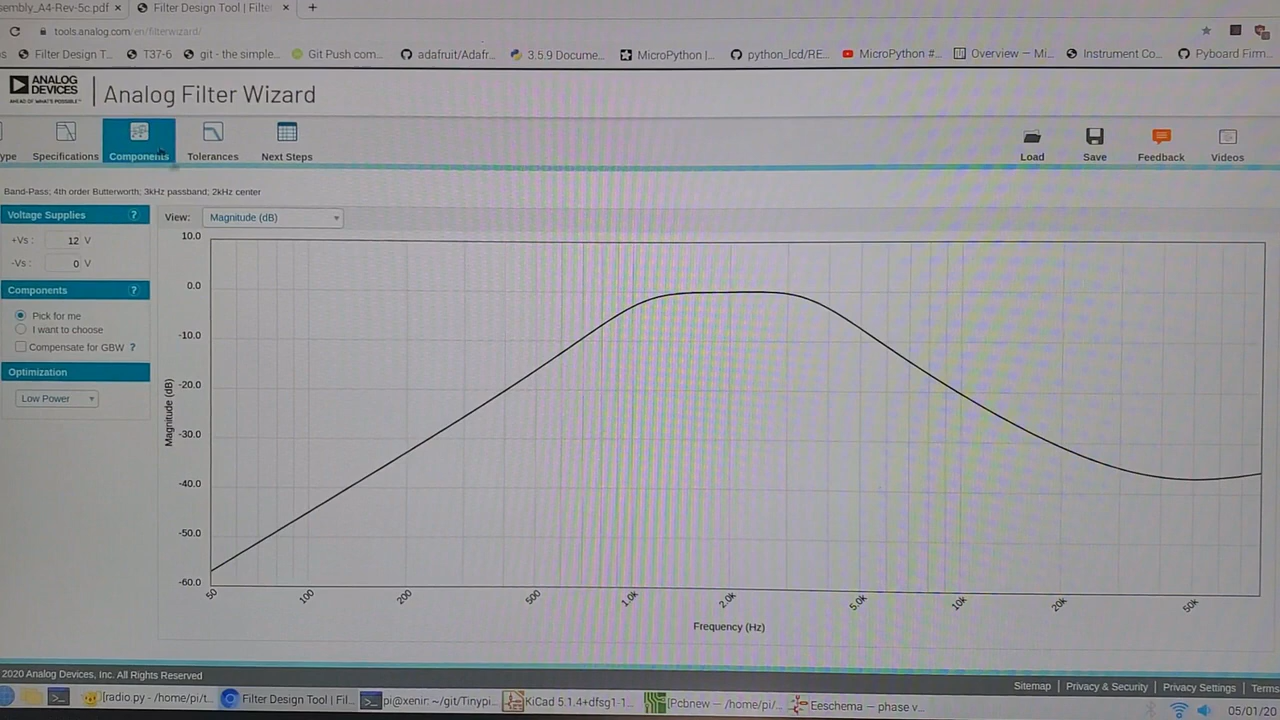 sembly_A4-Rev-5c.pdf × Filter Design Tool | Filte × +
tools.analog.com/en/filterwizard/
s Filter Design T... T37-6 git - the simple... Git Push com... adafruit/Adafr... 3.5.9 Docume... MicroPython |... python_lcd/RE... MicroPython #... Overview — Mi... Instrument Co... Pyboard Firm...
ANALOG DEVICES
AHEAD OF WHAT'S POSSIBLE™
Analog Filter Wizard
ype Specifications Components Tolerances Next Steps Load Save Feedback Videos
Band-Pass; 4th order Butterworth; 3kHz passband; 2kHz center
Voltage Supplies ?
+Vs : 12 V
-Vs : 0 V
Components ?
Pick for me
I want to choose
Compensate for GBW ?
Optimization
Low Power
View: Magnitude (dB)
10.0
0.0
-10.0
-20.0
-30.0
-40.0
-50.0
-60.0
Magnitude (dB)
50 100 200 500 1.0k 2.0k 5.0k 10k 20k 50k
Frequency (Hz)
2020 Analog Devices, Inc. All Rights Reserved
Sitemap | Privacy & Security | Privacy Settings | Terms
[radio.py - /home/pi/t... Filter Design Tool | Fil... pi@xenir: ~/git/Tinypi... KiCad 5.1.4+dfsg1-1... [Pcbnew — /home/pi/... Eeschema — phase v...
05/01/20